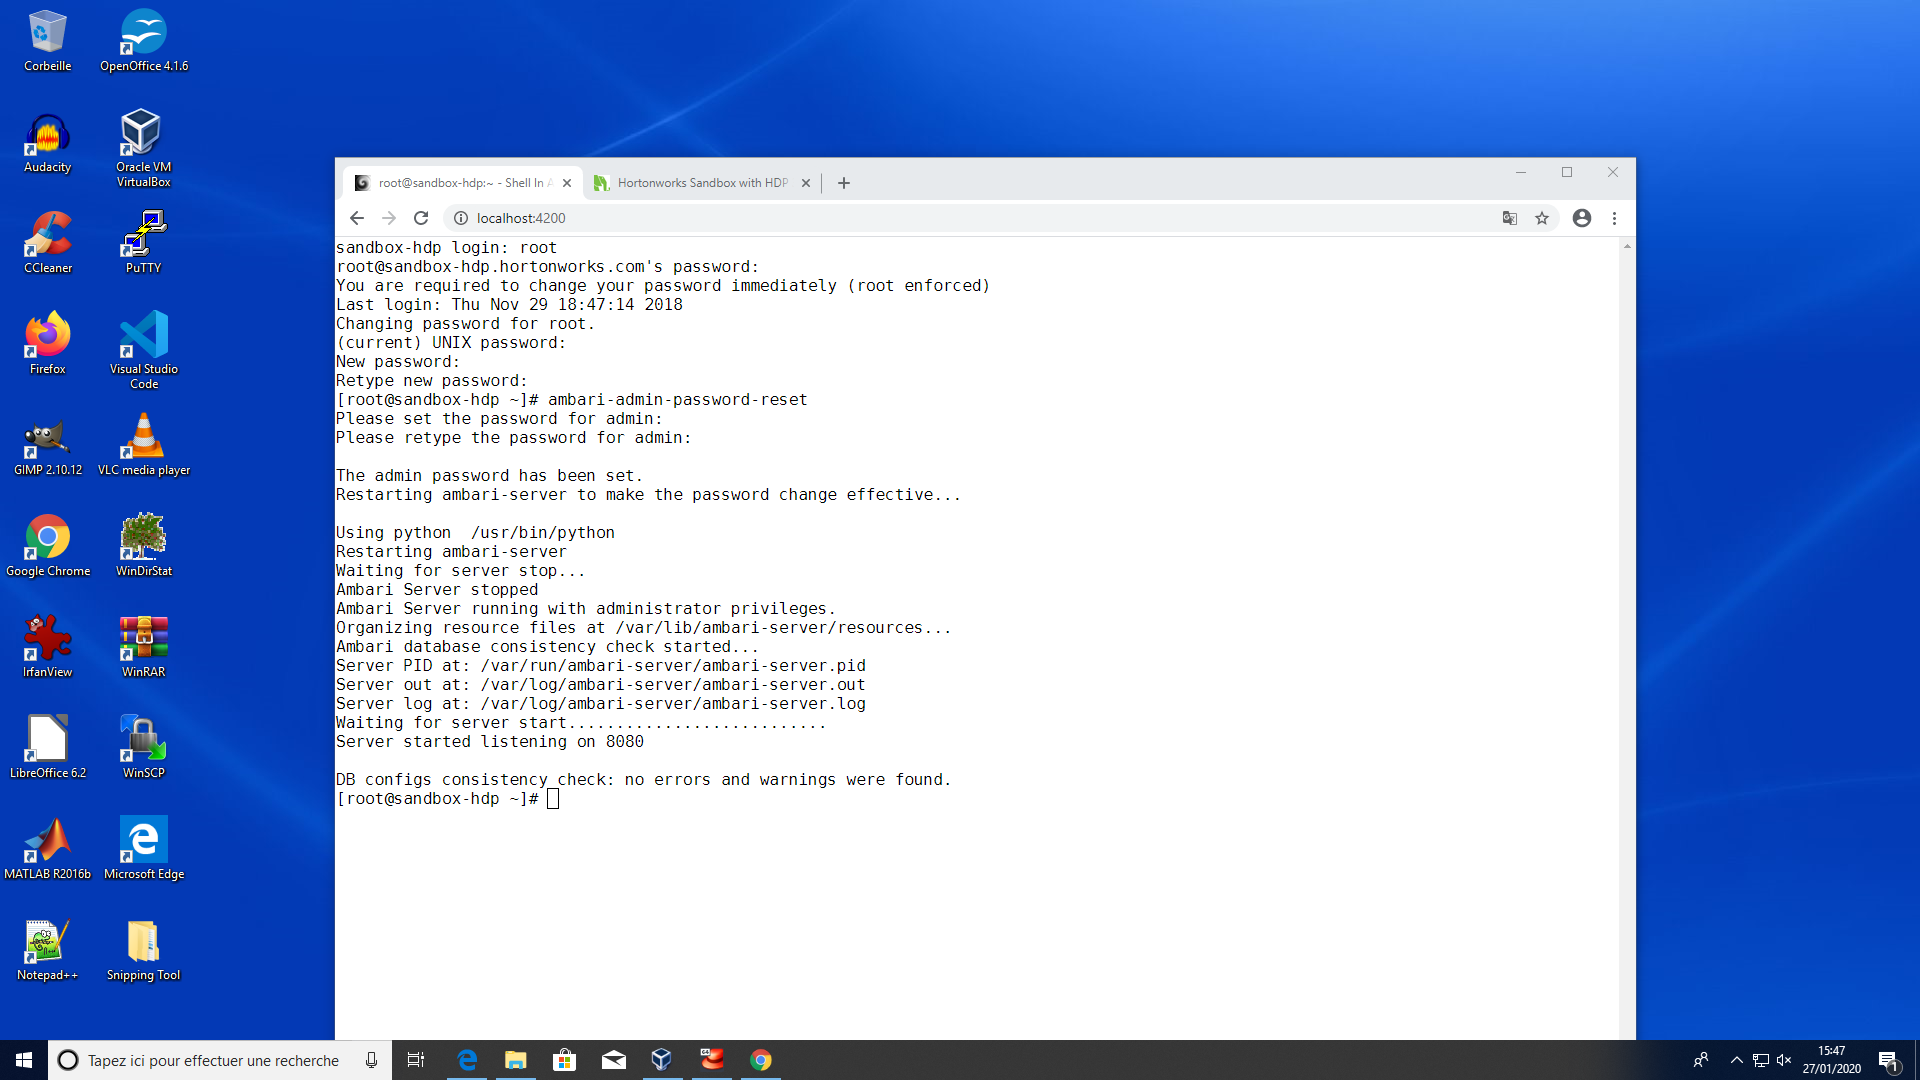 Corbeille
OpenOffice 4.1.6
Audacity
Oracle VM
VirtualBox
CCleaner
PuTTY
Firefox
Visual Studio
Code
GIMP 2.10.12
VLC media player
Google Chrome
WinDirStat
IrfanView
WinRAR
LibreOffice 6.2
WinSCP
MATLAB R2016b
Microsoft Edge
Notepad++
Snipping Tool
root@sandbox-hdp:~ - Shell In A
Hortonworks Sandbox with HDP
localhost:4200
sandbox-hdp login: root
root@sandbox-hdp.hortonworks.com's password:
You are required to change your password immediately (root enforced)
Last login: Thu Nov 29 18:47:14 2018
Changing password for root.
(current) UNIX password:
New password:
Retype new password:
[root@sandbox-hdp ~]# ambari-admin-password-reset
Please set the password for admin:
Please retype the password for admin:
The admin password has been set.
Restarting ambari-server to make the password change effective...
Using python  /usr/bin/python
Restarting ambari-server
Waiting for server stop...
Ambari Server stopped
Ambari Server running with administrator privileges.
Organizing resource files at /var/lib/ambari-server/resources...
Ambari database consistency check started...
Server PID at: /var/run/ambari-server/ambari-server.pid
Server out at: /var/log/ambari-server/ambari-server.out
Server log at: /var/log/ambari-server/ambari-server.log
Waiting for server start...........................
Server started listening on 8080
DB configs consistency check: no errors and warnings were found.
[root@sandbox-hdp ~]#
Tapez ici pour effectuer une recherche
15:47
27/01/2020
1